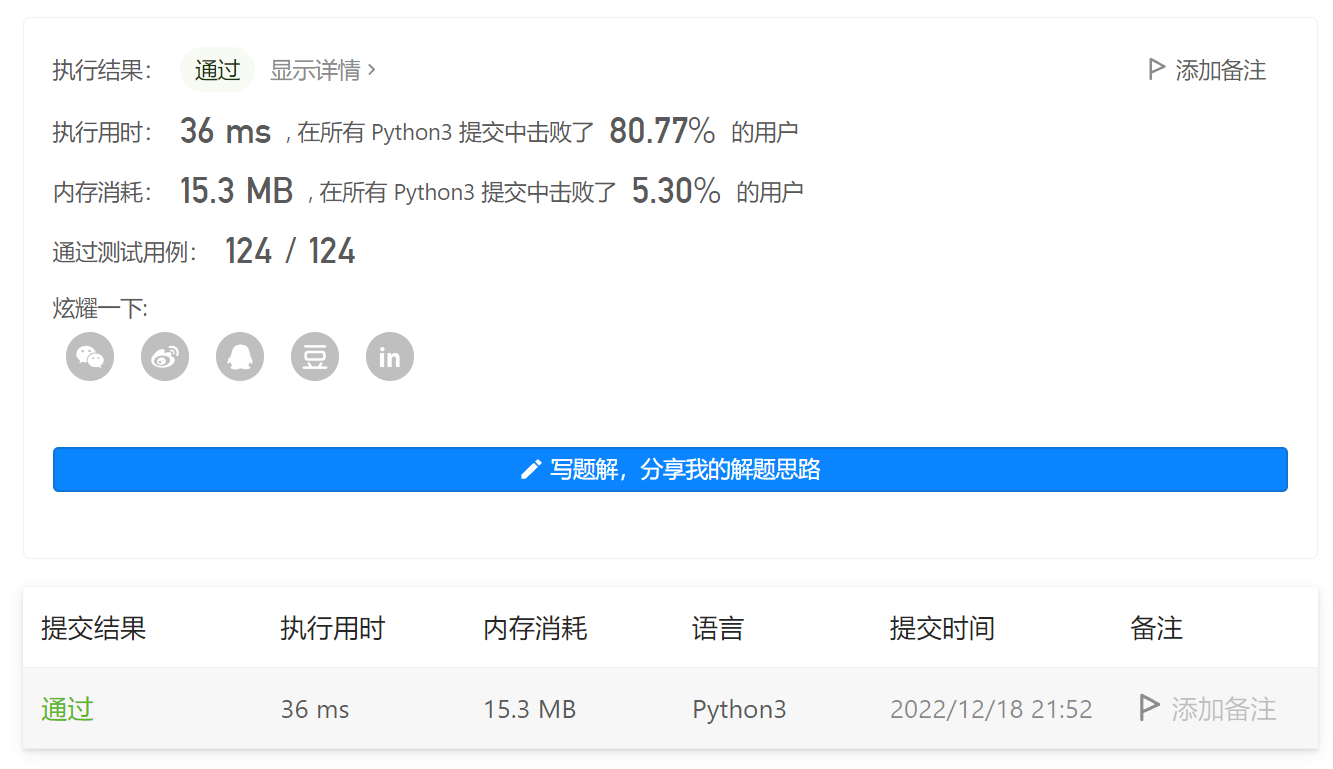 执行结果： 通过 显示详情 › 添加备注
执行用时： 36 ms , 在所有 Python3 提交中击败了 80.77% 的用户
内存消耗： 15.3 MB , 在所有 Python3 提交中击败了 5.30% 的用户
通过测试用例： 124 / 124
炫耀一下:
豆 in
写题解，分享我的解题思路
提交结果 执行用时 内存消耗 语言 提交时间 备注
通过 36 ms 15.3 MB Python3 2022/12/18 21:52 添加备注